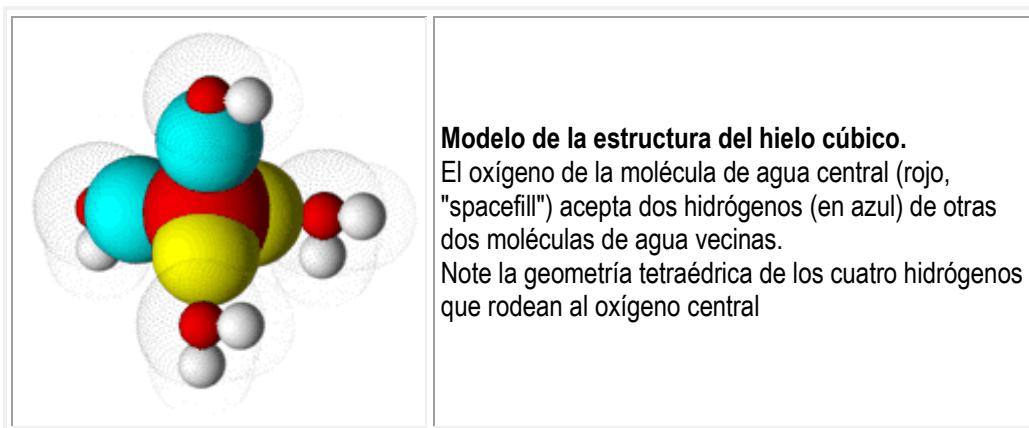 Modelo de la estructura del hielo cúbico.
El oxígeno de la molécula de agua central (rojo,
"spacefill") acepta dos hidrógenos (en azul) de otras
dos moléculas de agua vecinas.
Note la geometría tetraédrica de los cuatro hidrógenos
que rodean al oxígeno central